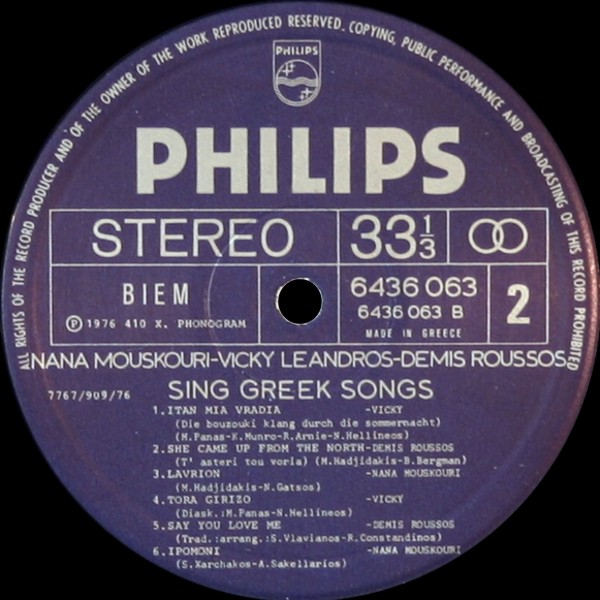 ALL RIGHTS OF THE RECORD PRODUCER AND OF THE OWNER OF THE WORK REPRODUCED RESERVED. COPYING, PUBLIC PERFORMANCE AND BROADCASTING OF THIS RECORD PROHIBITED
PHILIPS
PHILIPS
STEREO 33 1/3
BIEM 6436 063 2
6436 063 B
Ⓟ 1976 410 X. PHONOGRAM MADE IN GREECE
NANA MOUSKOURI-VICKY LEANDROS-DEMIS ROUSSOS
7767/909/76 SING GREEK SONGS
1.ITAN MIA VRADIA -VICKY
(Die bouzouki klang durch die sommernacht)
(M.Panas-K.Munro-R.Arnie-N.Hellineos)
2.SHE CAME UP FROM THE NORTH-DEMIS ROUSSOS
(T' asteri tou voria) (M.Hadjidakis-B.Bergman)
3.LAVRION -NANA MOUSKOURI
(M.Hadjidakis-N.Gatsos)
4.TORA GIRIZO -VICKY
(Diask.:M.Panas-N.Hellineos)
5.SAY YOU LOVE ME -DEMIS ROUSSOS
(Trad.:arrang.:S.Vlavianos-R.Constandinos)
6.IPOMONI -NANA MOUSKOURI
(S.Xarchakos-A.Sakellarios)